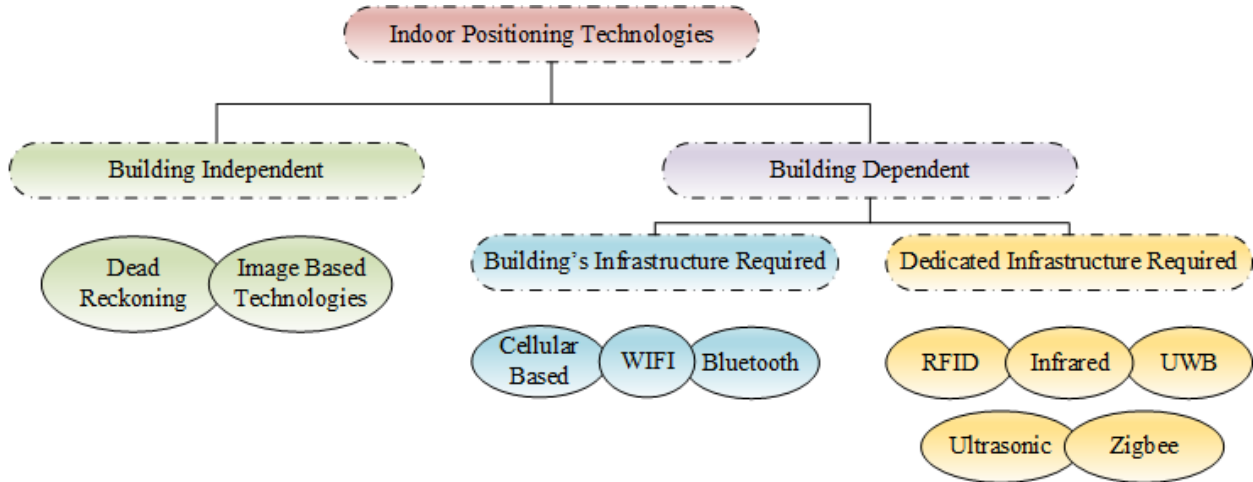 Indoor Positioning Technologies
Building Independent
Building Dependent
Building’s Infrastructure Required
Dedicated Infrastructure Required
Dead
Reckoning
Image Based
Technologies
Cellular
Based
WIFI
Bluetooth
RFID
Infrared
UWB
Ultrasonic
Zigbee